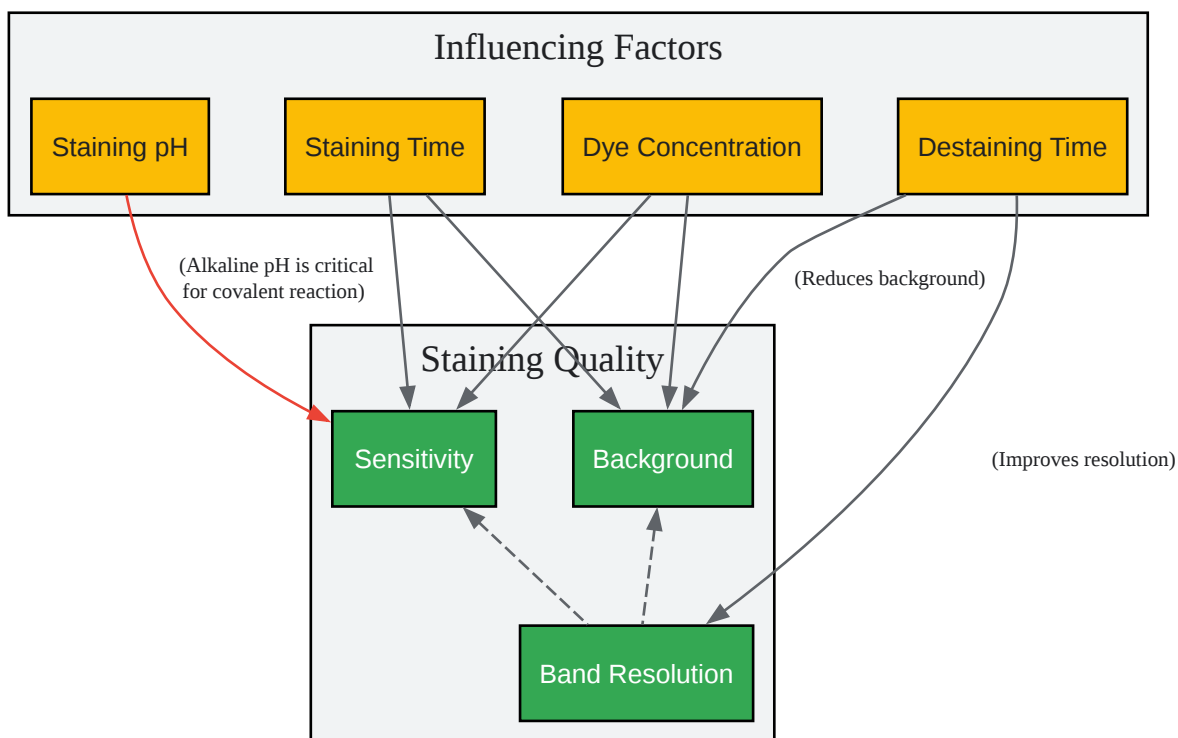 Influencing Factors
Staining pH
Staining Time
Dye Concentration
Destaining Time
(Alkaline pH is critical
for covalent reaction)
(Reduces background)
Staining Quality
Sensitivity
Background
(Improves resolution)
Band Resolution